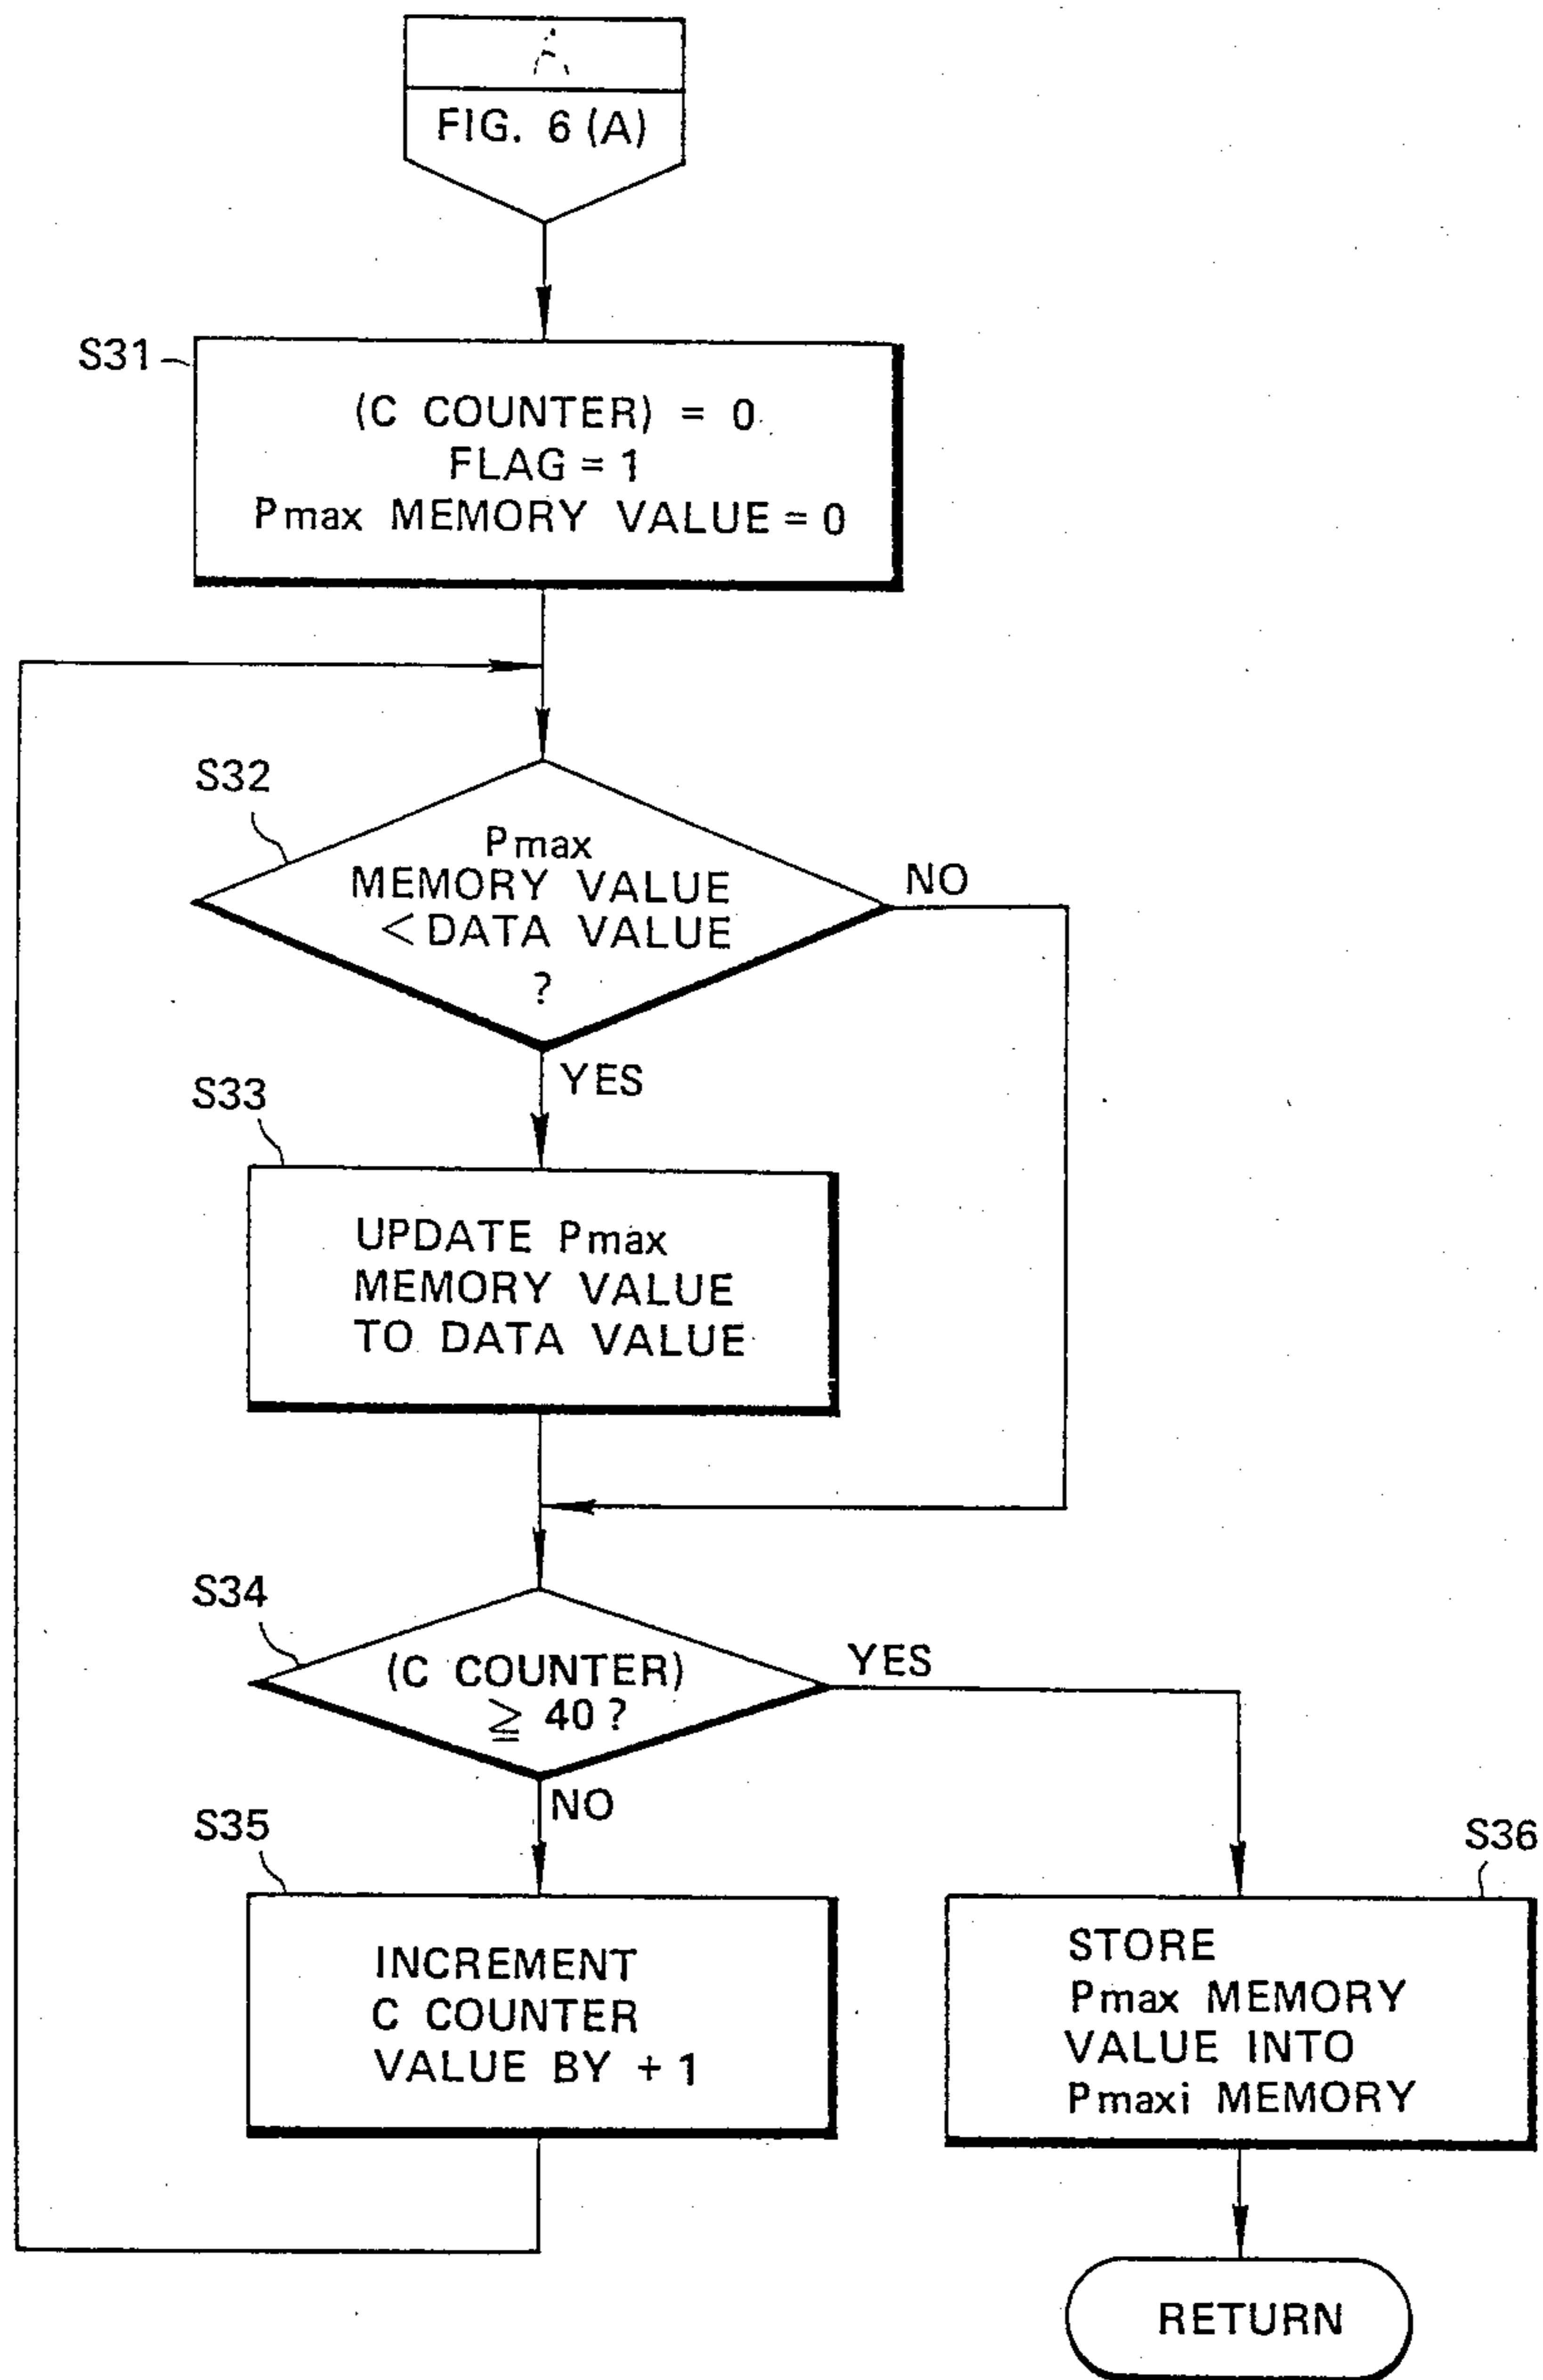 A
FIG. 6 (A)
S31
(C COUNTER) = 0
FLAG = 1
Pmax MEMORY VALUE = 0
S32
Pmax
MEMORY VALUE
< DATA VALUE
?
NO
YES
S33
UPDATE Pmax
MEMORY VALUE
TO DATA VALUE
S34
(C COUNTER)
≧ 40 ?
YES
NO
S35
INCREMENT
C COUNTER
VALUE BY + 1
S36
STORE
Pmax MEMORY
VALUE INTO
Pmaxi MEMORY
RETURN